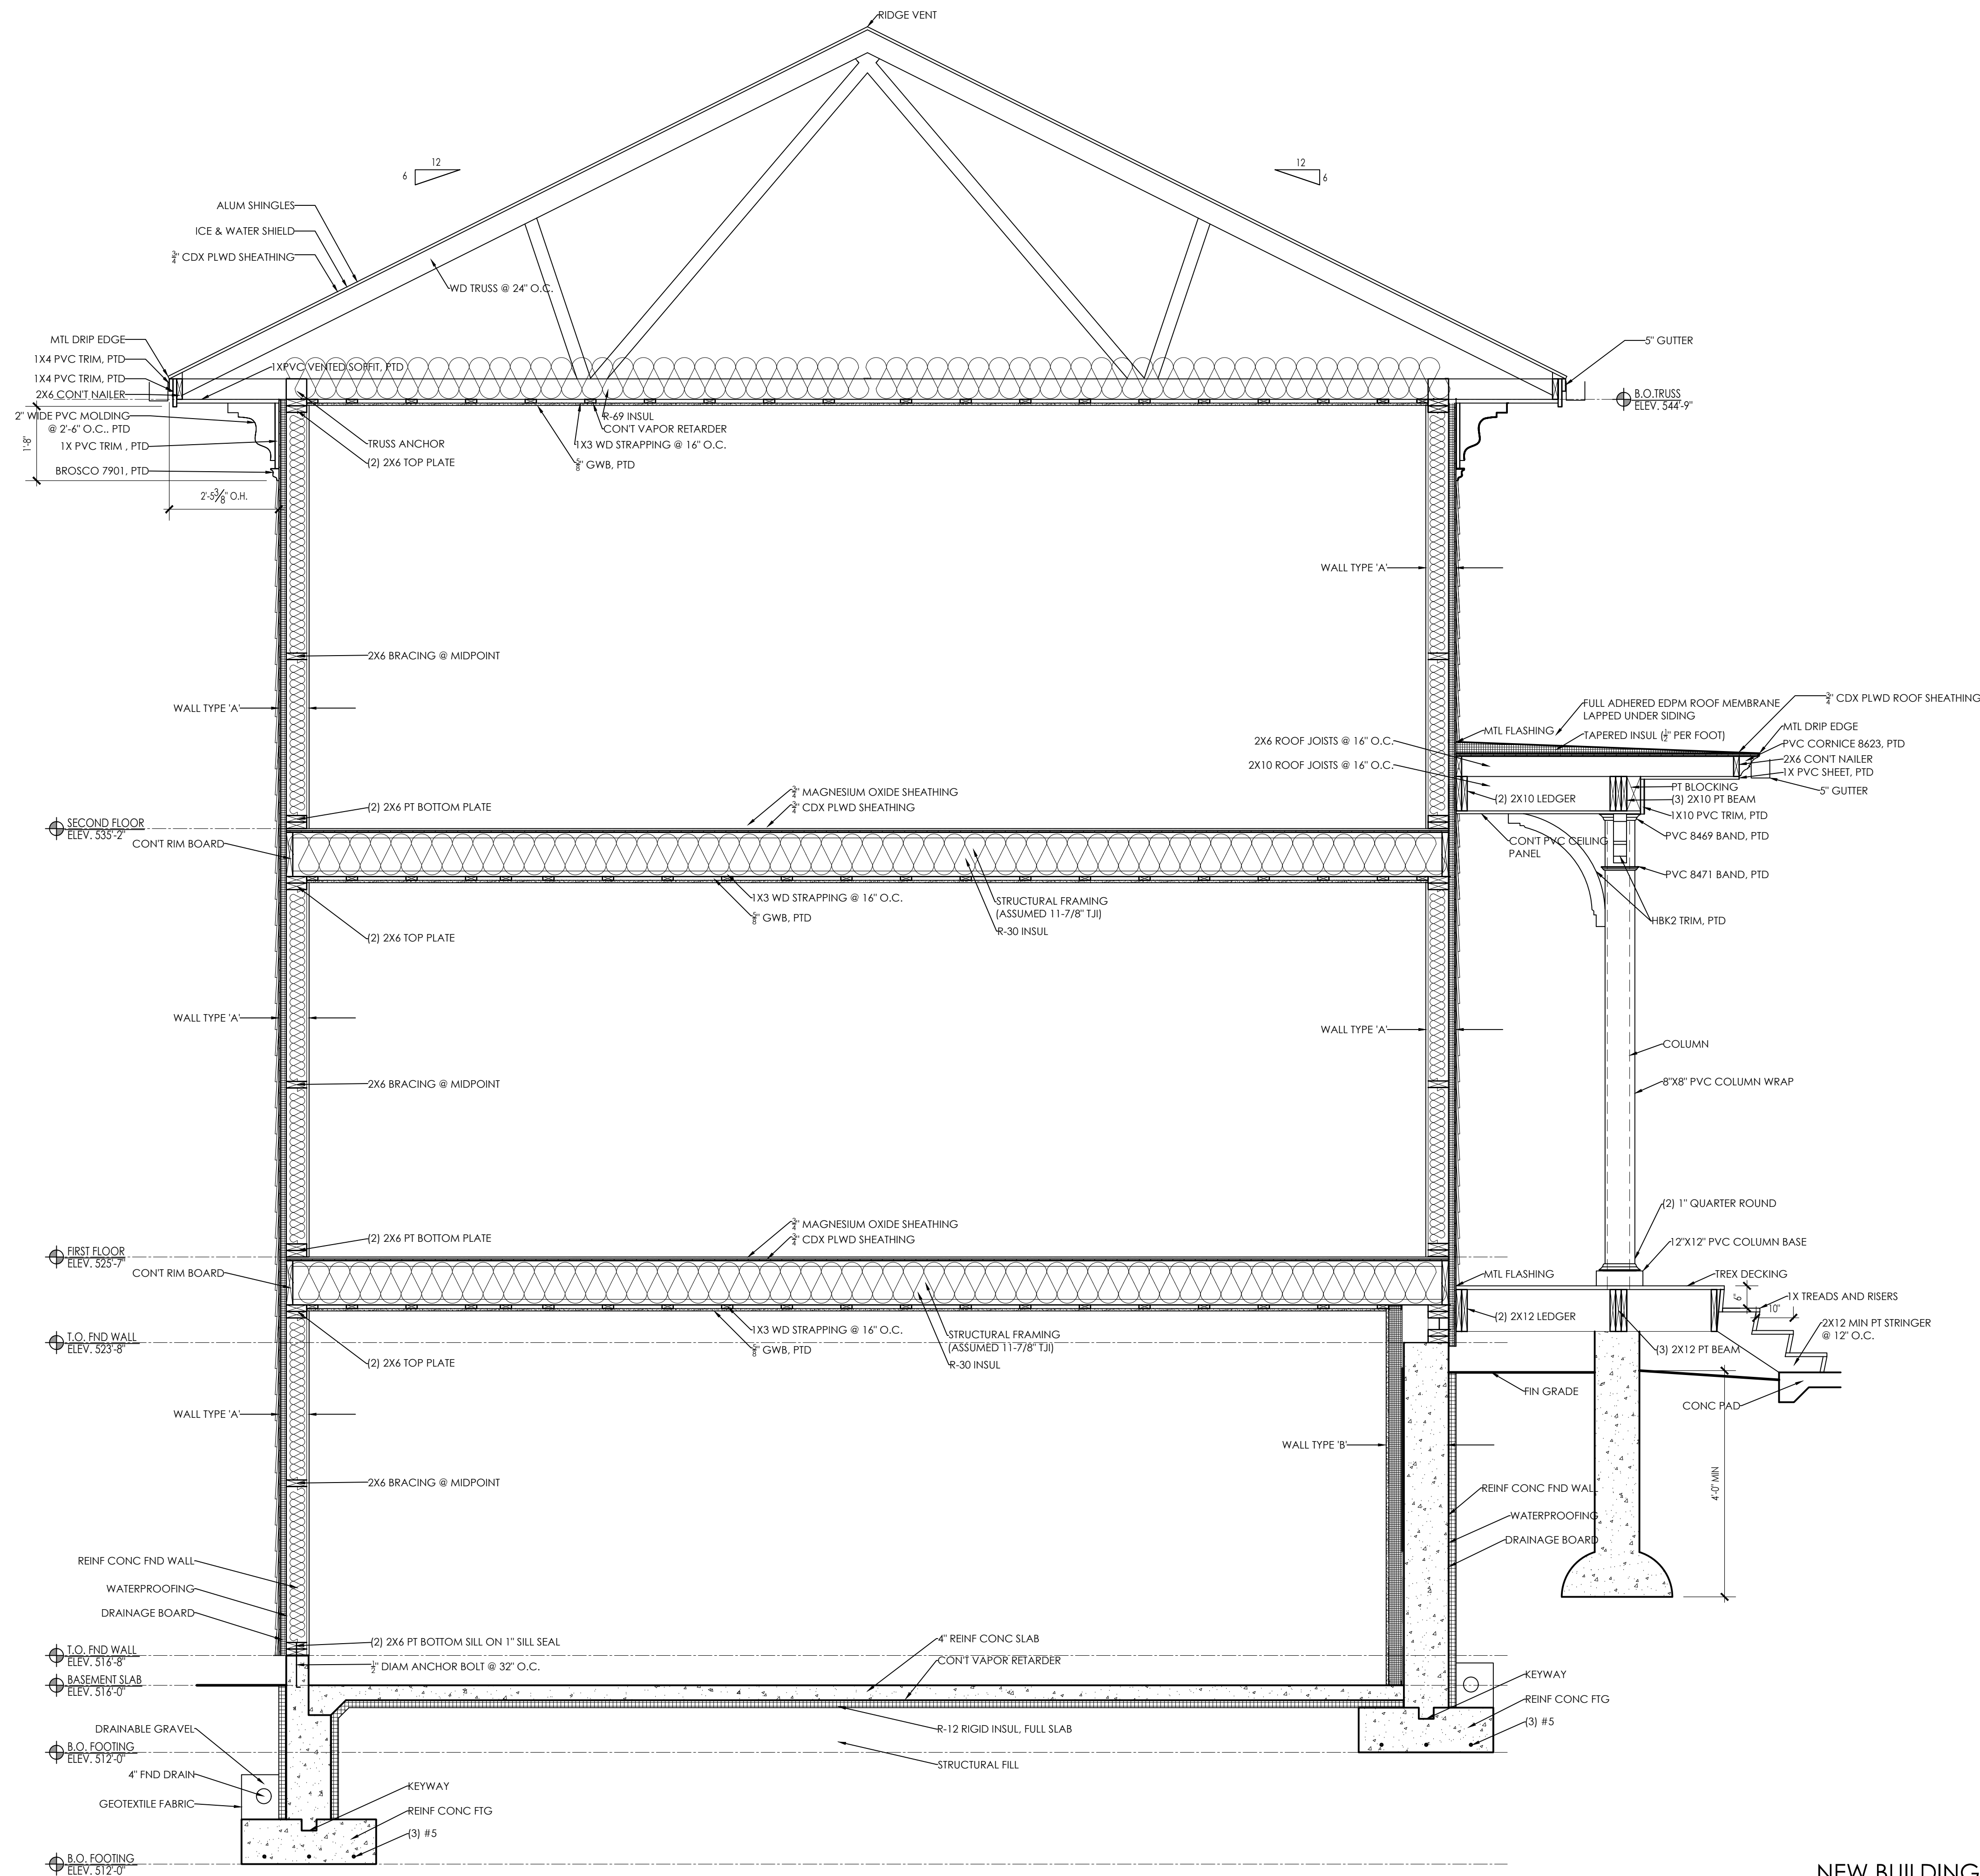 RIDGE VENT
12
6
12
6
ALUM SHINGLES
ICE & WATER SHIELD
3/4" CDX PLWD SHEATHING
WD TRUSS @ 24" O.C.
MTL DRIP EDGE
1X4 PVC TRIM, PTD
1X4 PVC TRIM, PTD
2X6 CON'T NAILER
2" WIDE PVC MOLDING
@ 2'-6" O.C.. PTD
1X PVC TRIM , PTD
BROSCO 7901, PTD
1'-8"
2'-5 3/8" O.H.
1XPVC VENTED SOFFIT, PTD
TRUSS ANCHOR
(2) 2X6 TOP PLATE
R-69 INSUL
CON'T VAPOR RETARDER
1X3 WD STRAPPING @ 16" O.C.
5/8" GWB, PTD
5" GUTTER
B.O.TRUSS
ELEV. 544'-9"
WALL TYPE 'A'
2X6 BRACING @ MIDPOINT
WALL TYPE 'A'
3/4" CDX PLWD ROOF SHEATHING
FULL ADHERED EDPM ROOF MEMBRANE
LAPPED UNDER SIDING
MTL FLASHING
TAPERED INSUL (1/2" PER FOOT)
MTL DRIP EDGE
PVC CORNICE 8623, PTD
2X6 CON'T NAILER
1X PVC SHEET, PTD
5" GUTTER
2X6 ROOF JOISTS @ 16" O.C.
2X10 ROOF JOISTS @ 16" O.C.
(2) 2X10 LEDGER
PT BLOCKING
(3) 2X10 PT BEAM
1X10 PVC TRIM, PTD
PVC 8469 BAND, PTD
CON'T PVC CEILING
PANEL
PVC 8471 BAND, PTD
HBK2 TRIM, PTD
(2) 2X6 PT BOTTOM PLATE
3/4" MAGNESIUM OXIDE SHEATHING
3/4" CDX PLWD SHEATHING
SECOND FLOOR
ELEV. 535'-2"
CON'T RIM BOARD
1X3 WD STRAPPING @ 16" O.C.
5/8" GWB, PTD
STRUCTURAL FRAMING
(ASSUMED 11-7/8" TJI)
R-30 INSUL
(2) 2X6 TOP PLATE
WALL TYPE 'A'
WALL TYPE 'A'
COLUMN
8"X8" PVC COLUMN WRAP
2X6 BRACING @ MIDPOINT
(2) 1" QUARTER ROUND
12"X12" PVC COLUMN BASE
(2) 2X6 PT BOTTOM PLATE
3/4" MAGNESIUM OXIDE SHEATHING
3/4" CDX PLWD SHEATHING
FIRST FLOOR
ELEV. 525'-7"
CON'T RIM BOARD
MTL FLASHING
TREX DECKING
6"
10"
1X TREADS AND RISERS
(2) 2X12 LEDGER
2X12 MIN PT STRINGER
@ 12" O.C.
(3) 2X12 PT BEAM
T.O. FND WALL
ELEV. 523'-8"
1X3 WD STRAPPING @ 16" O.C.
5/8" GWB, PTD
STRUCTURAL FRAMING
(ASSUMED 11-7/8" TJI)
R-30 INSUL
(2) 2X6 TOP PLATE
FIN GRADE
CONC PAD
WALL TYPE 'A'
WALL TYPE 'B'
2X6 BRACING @ MIDPOINT
4'-0" MIN
REINF CONC FND WALL
WATERPROOFING
DRAINAGE BOARD
REINF CONC FND WALL
WATERPROOFING
DRAINAGE BOARD
(2) 2X6 PT BOTTOM SILL ON 1" SILL SEAL
1/2" DIAM ANCHOR BOLT @ 32" O.C.
4" REINF CONC SLAB
CON'T VAPOR RETARDER
T.O. FND WALL
ELEV. 516'-8"
BASEMENT SLAB
ELEV. 516'-0"
KEYWAY
REINF CONC FTG
(3) #5
DRAINABLE GRAVEL
R-12 RIGID INSUL, FULL SLAB
B.O. FOOTING
ELEV. 512'-0"
STRUCTURAL FILL
4" FND DRAIN
GEOTEXTILE FABRIC
KEYWAY
REINF CONC FTG
(3) #5
B.O. FOOTING
ELEV. 512'-0"
NEW BUILDING